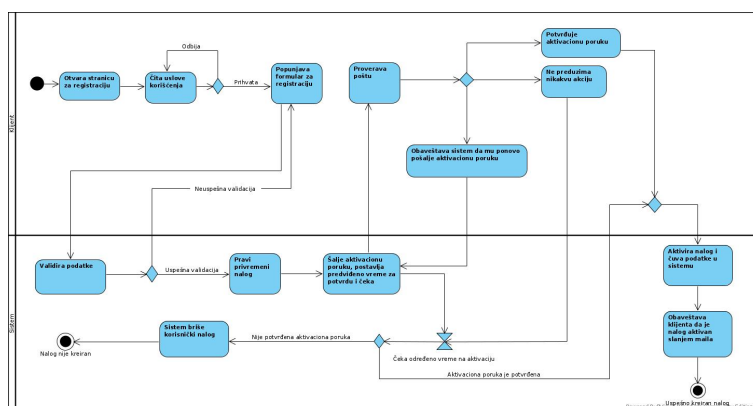 Klijent
Otvara stranicu
za registraciju
Čita uslove
korišćenja
Odbija
Prihvata
Popunjava
formular za
registraciju
Proverava
poštu
Potvrđuje
aktivacionu poruku
Ne preduzima
nikakvu akciju
Obaveštava sistem da mu ponovo
pošalje aktivacionu poruku
Neuspešna validacija
Sistem
Validira podatke
Uspešna validacija
Pravi
privremeni
nalog
Šalje aktivacionu
poruku, postavlja
predviđeno vreme za
potvrdu i čeka
Aktivira nalog i
čuva podatke u
sistemu
Sistem briše
korisnički nalog
Nije potvrđena aktivaciona poruka
Čeka određeno vreme na aktivaciju
Obaveštava
klijenta da je
nalog aktivan
slanjem maila
Nalog nije kreiran
Aktivaciona poruka je potvrđena
Uspešno kreiran nalog